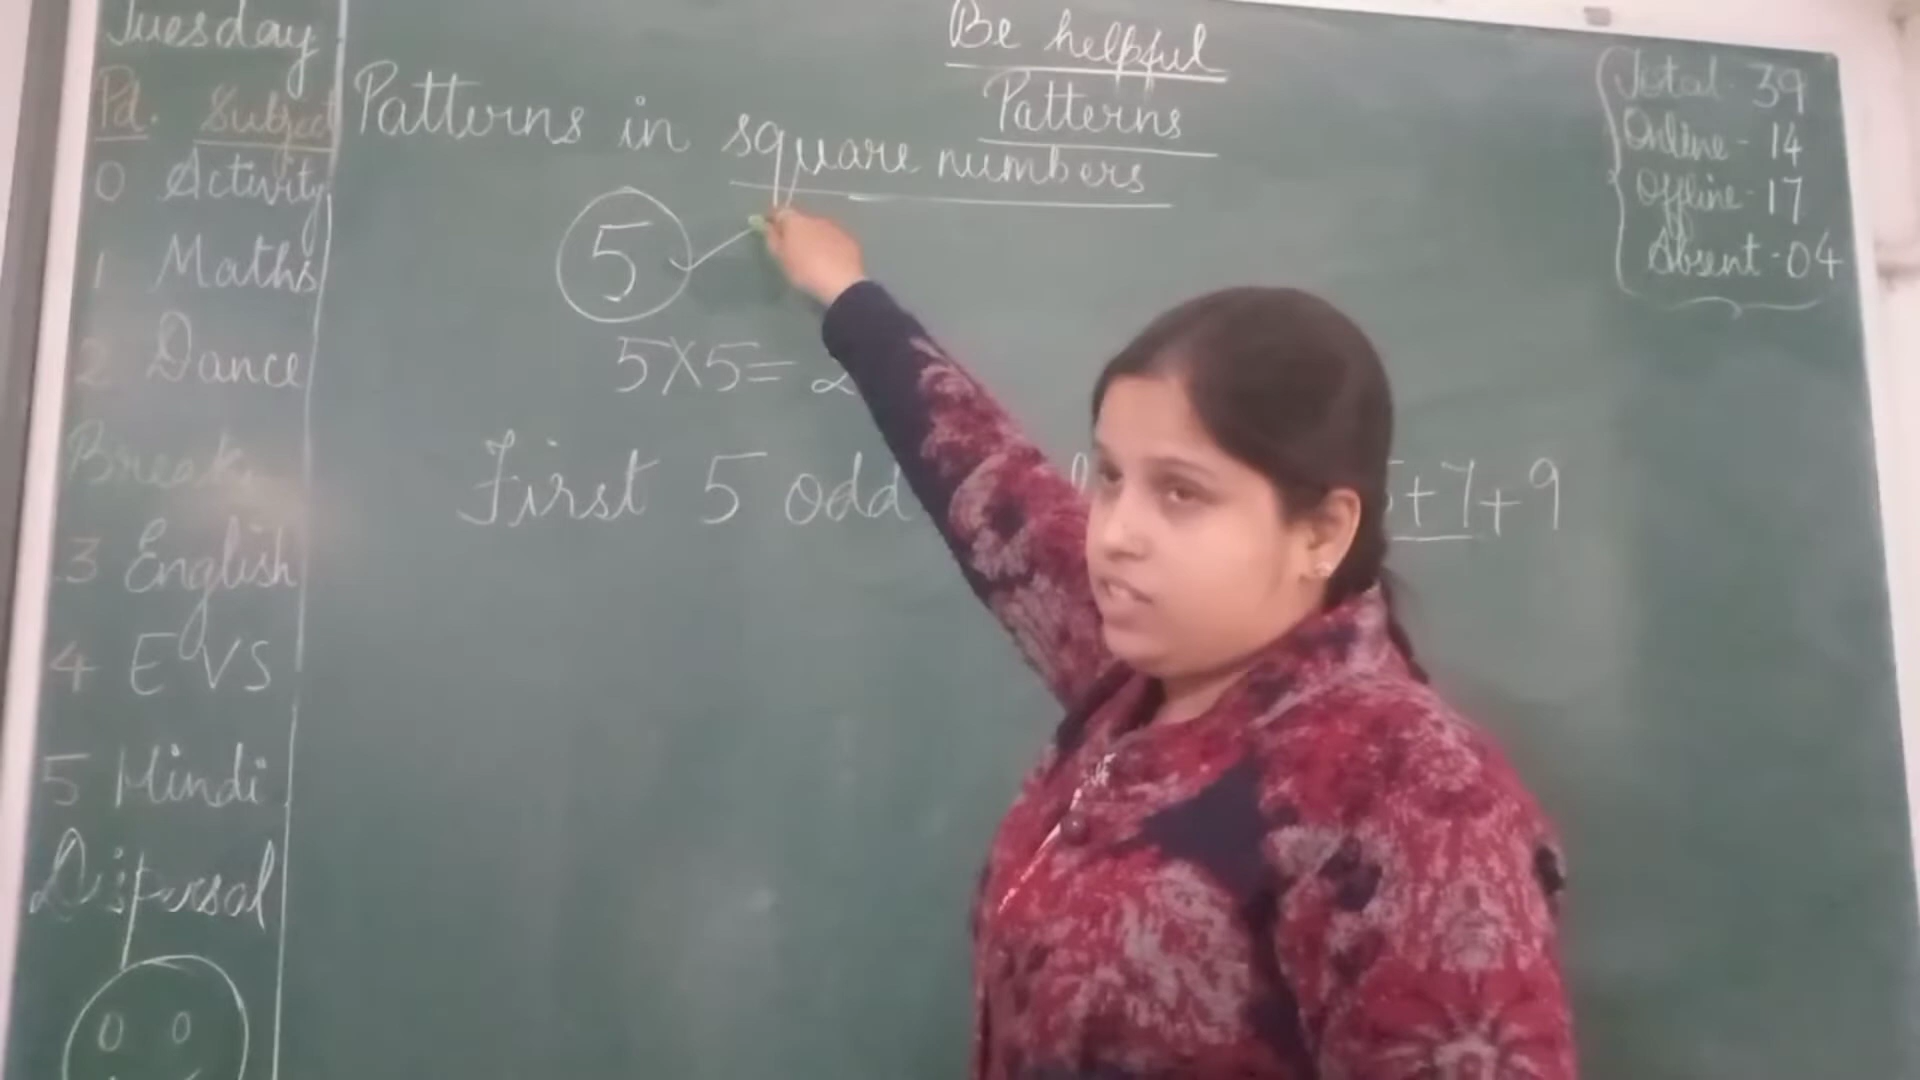 Tuesday
Pd. Subject
0 Activity
1 Maths
2 Dance
Break
3 English
4 EVS
5 Hindi
Dispersal
Be helpful
Patterns
Patterns in square numbers
5
5X5= 2
First 5 odd
5+7+9
Total- 39
Online- 14
Offline- 17
Absent-04